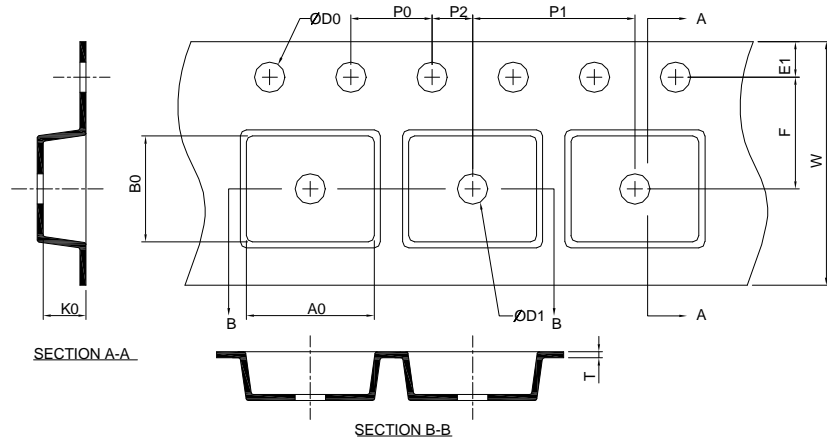 ØD0
P0
P2
P1
A
E1
F
W
B0
B
A0
ØD1
B
A
K0
SECTION A-A
T
SECTION B-B